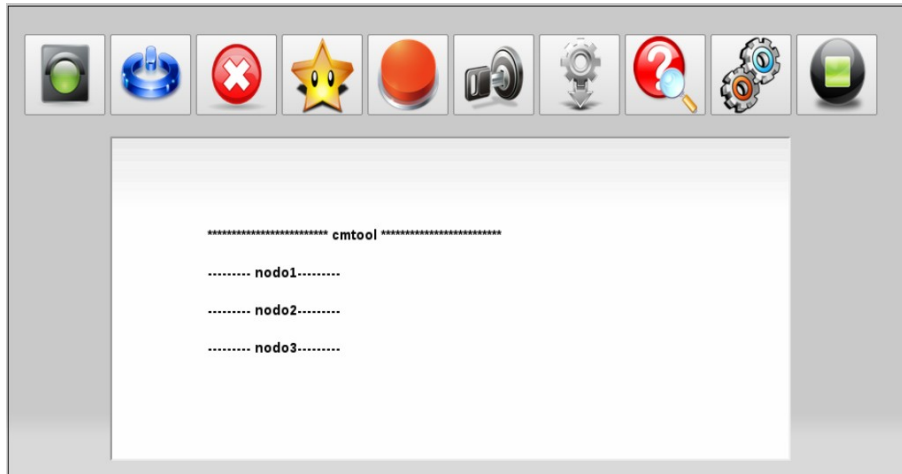 ************************* cmtool *************************
--------- nodo1---------
--------- nodo2---------
--------- nodo3---------